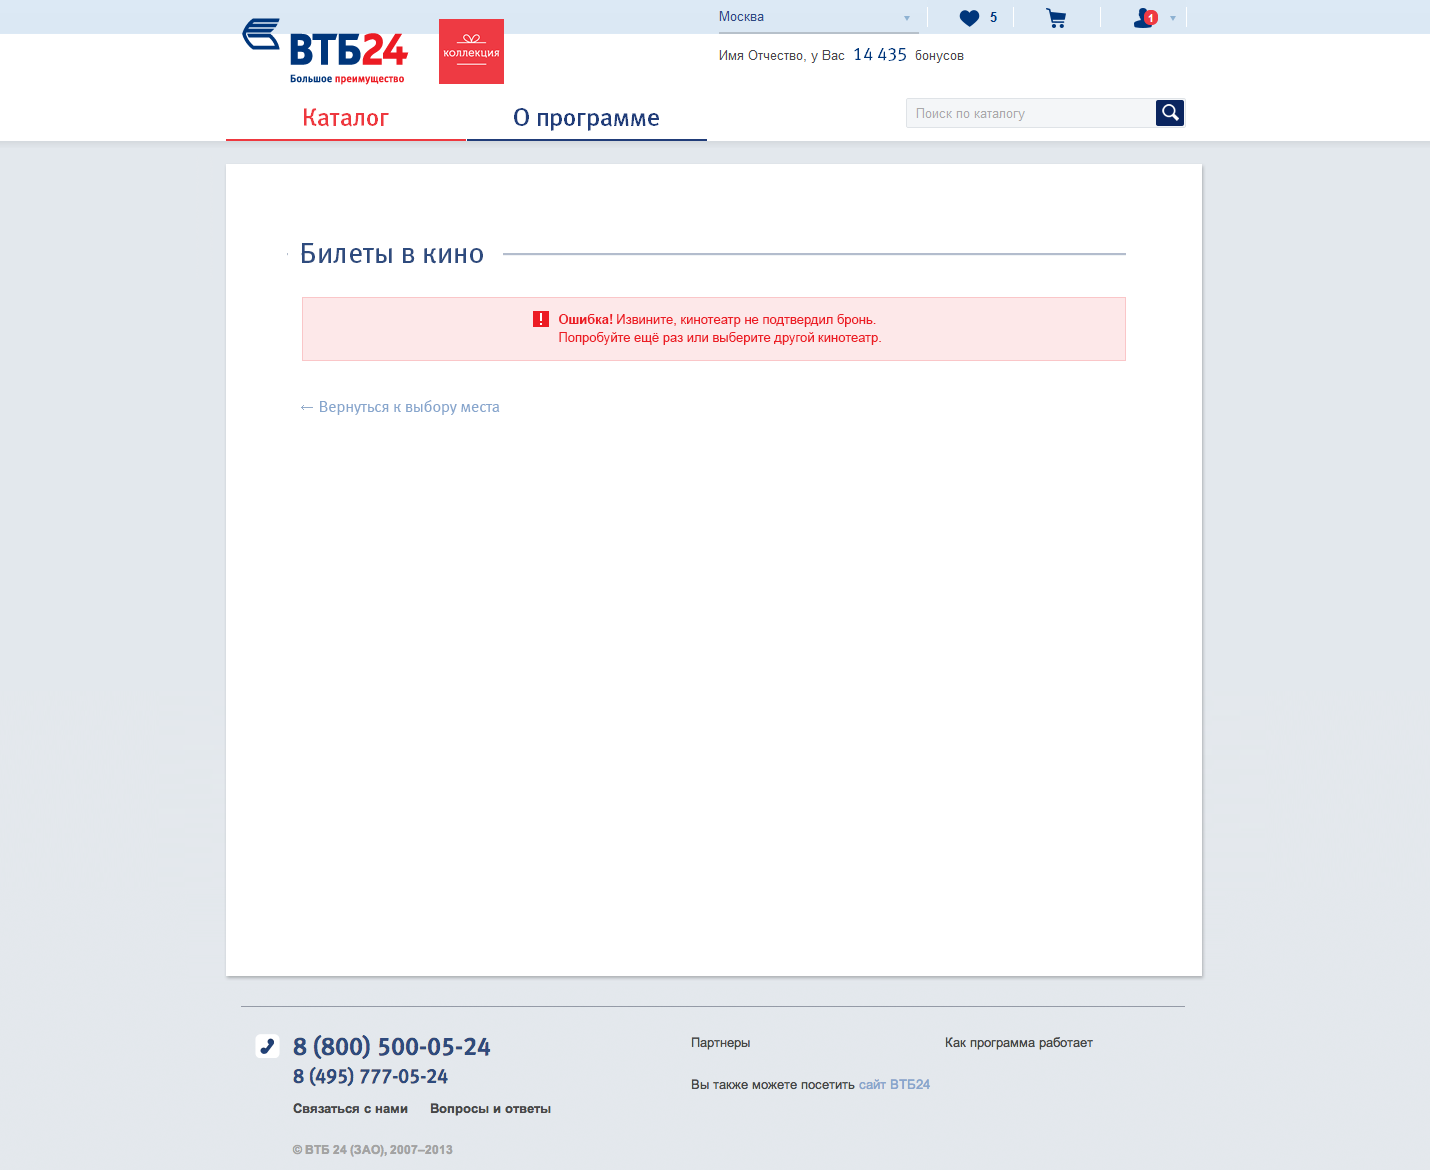 Москва
5
1
ВТБ24
Большое преимущество
коллекция
Имя Отчество, у Вас 14 435 бонусов
Каталог
О программе
Поиск по каталогу
Билеты в кино
Ошибка! Извините, кинотеатр не подтвердил бронь.
Попробуйте ещё раз или выберите другой кинотеатр.
← Вернуться к выбору места
8 (800) 500-05-24
8 (495) 777-05-24
Связаться с нами
Вопросы и ответы
Партнеры
Как программа работает
Вы также можете посетить сайт ВТБ24
© ВТБ 24 (ЗАО), 2007–2013